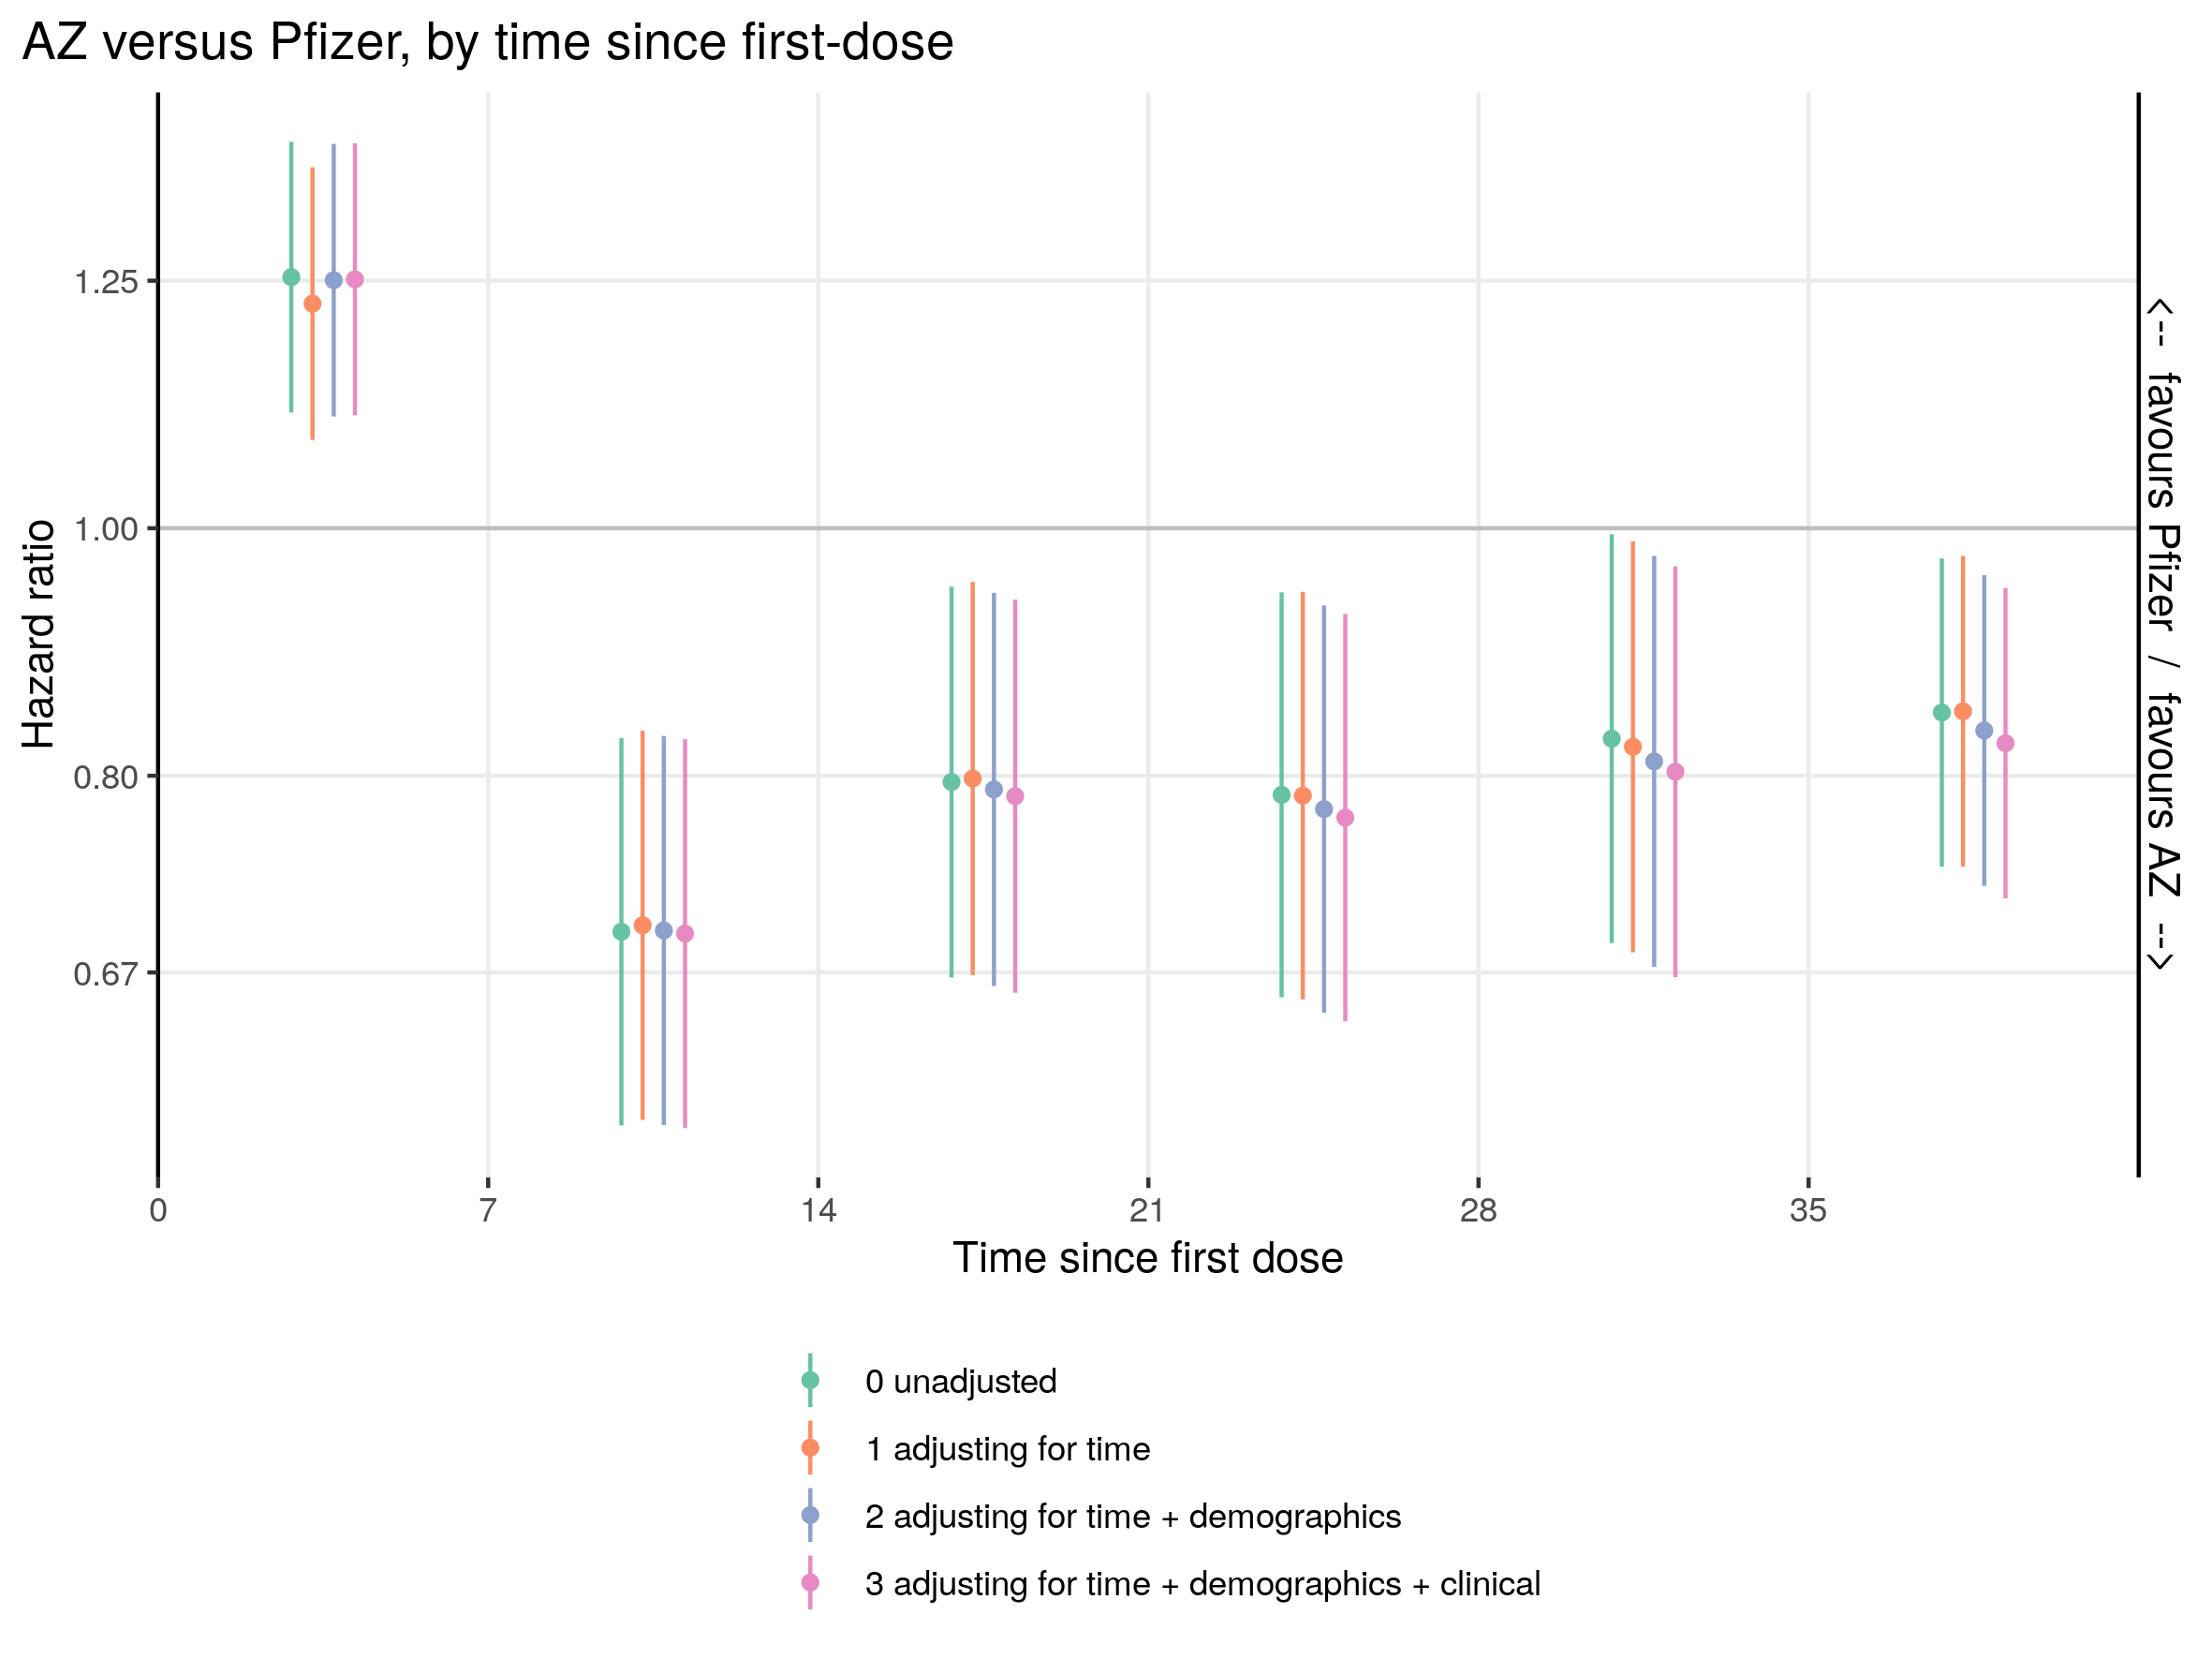 AZ versus Pfizer, by time since first-dose
Hazard ratio
1.25
1.00
0.80
0.67
0
7
14
21
28
35
Time since first dose
<-- favours Pfizer / favours AZ -->
0 unadjusted
1 adjusting for time
2 adjusting for time + demographics
3 adjusting for time + demographics + clinical